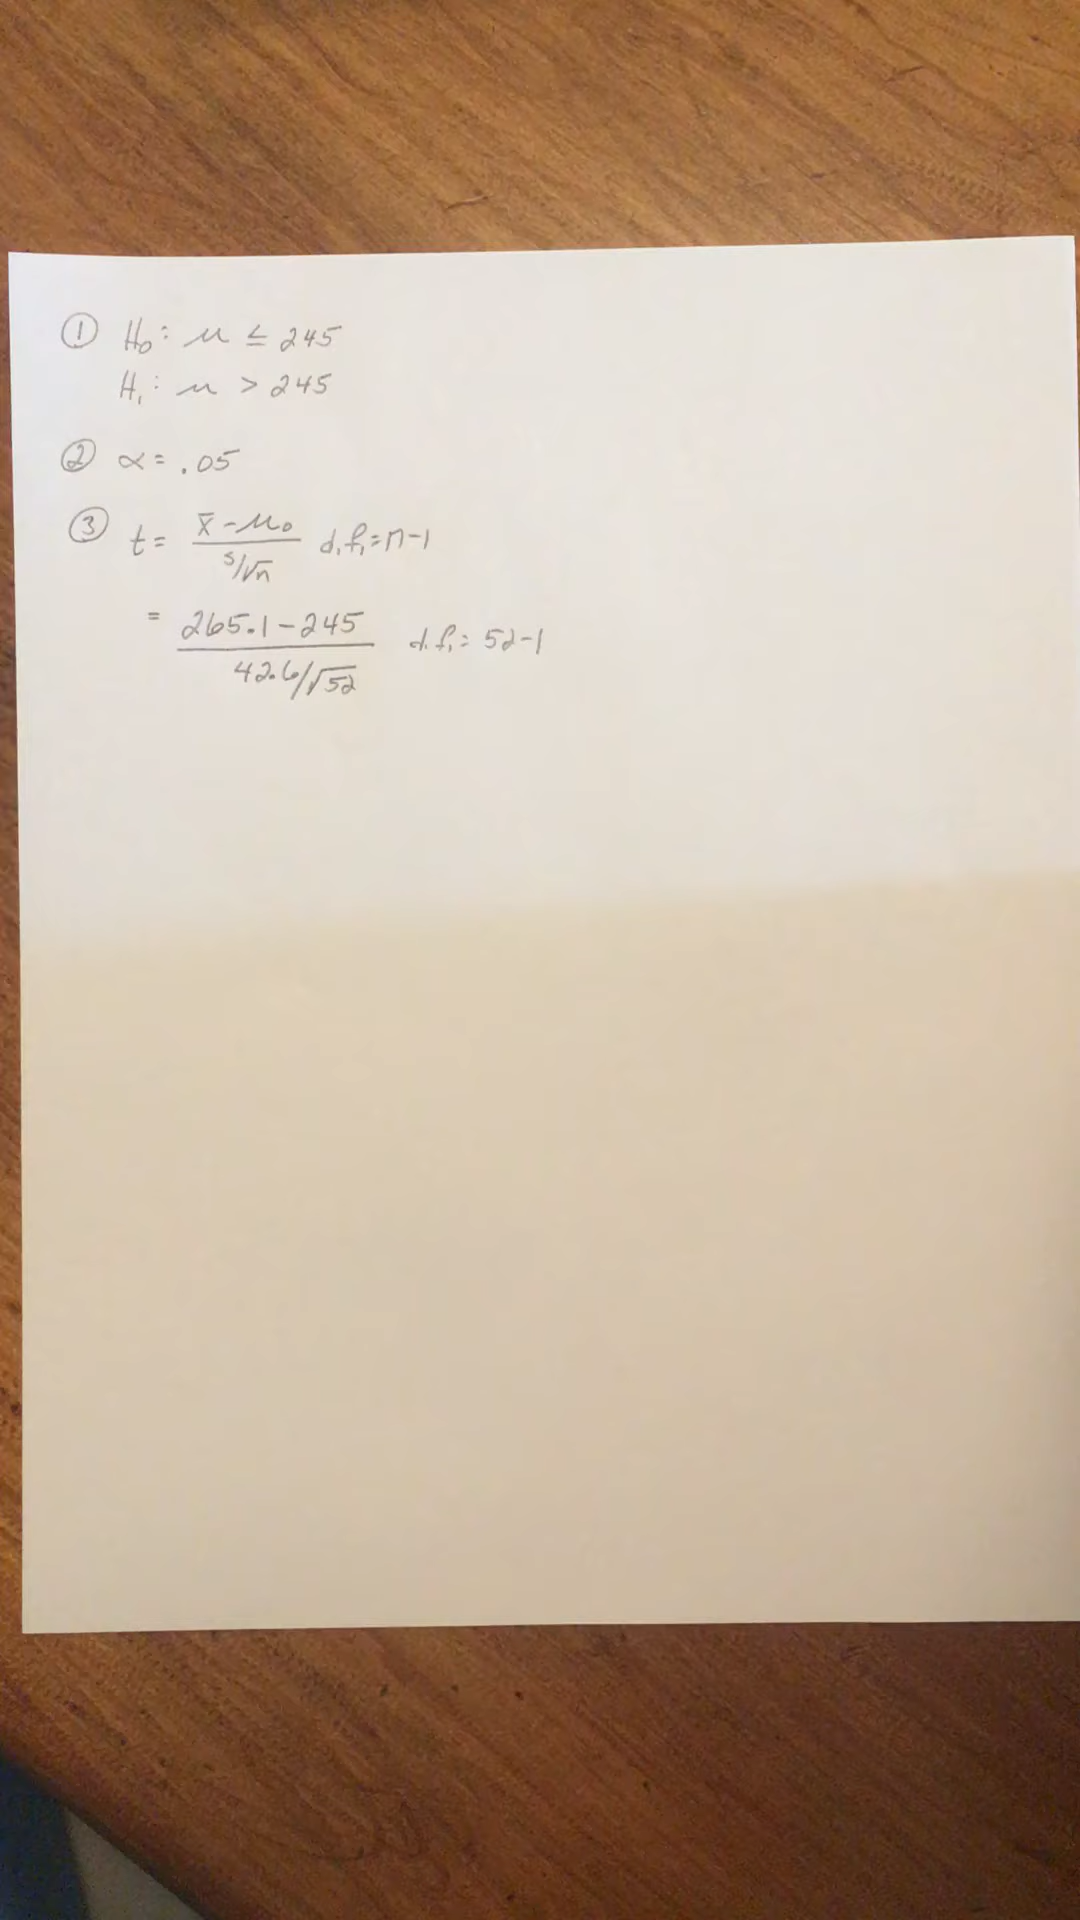 ① H₀: μ ≤ 245
H₁: μ > 245
② α = .05
③ t = (x̄ - μ₀)/(s/√n) d.f. = n-1
= (265.1 - 245)/(42.6/√52) d.f. = 52-1